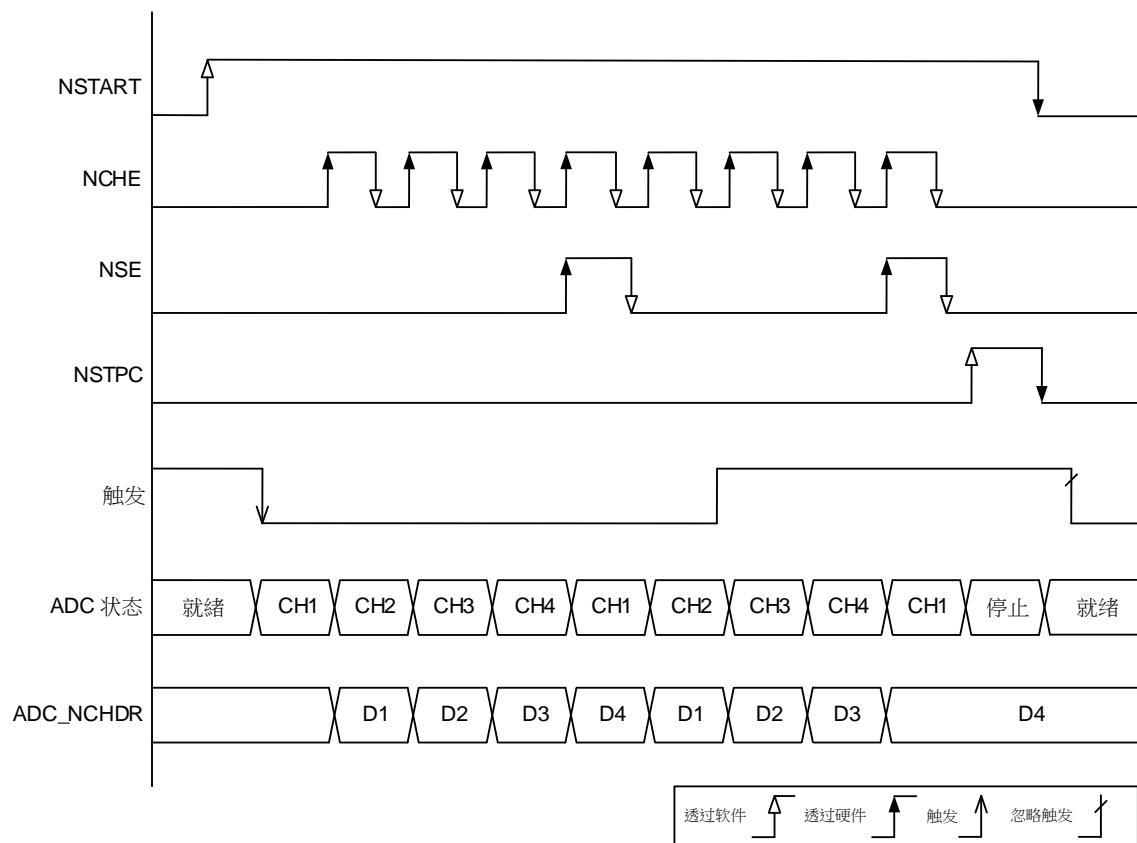 NSTART
NCHE
NSE
NSTPC
触发
ADC 状态 就緒 CH1 CH2 CH3 CH4 CH1 CH2 CH3 CH4 CH1 停止 就绪
ADC_NCHDR D1 D2 D3 D4 D1 D2 D3 D4
透过软件 透过硬件 触发 忽略触发